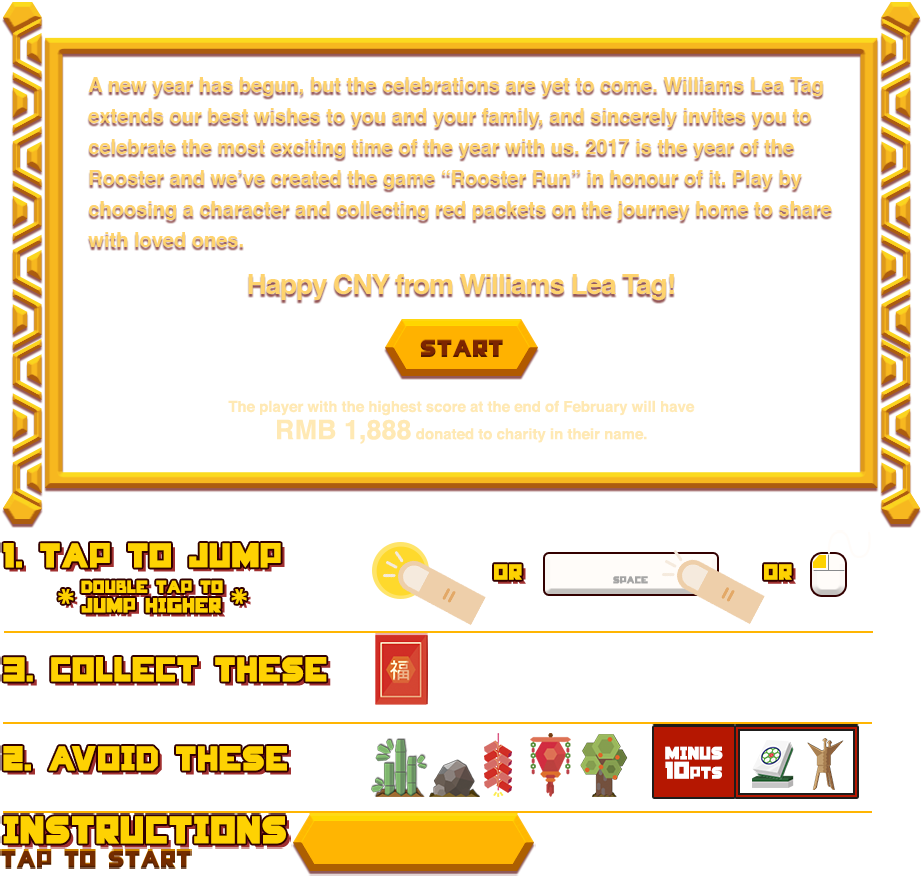 A new year has begun, but the celebrations are yet to come. Williams Lea Tag
extends our best wishes to you and your family, and sincerely invites you to
celebrate the most exciting time of the year with us. 2017 is the year of the
Rooster and we’ve created the game “Rooster Run” in honour of it. Play by
choosing a character and collecting red packets on the journey home to share
with loved ones.
Happy CNY from Williams Lea Tag!
START
The player with the highest score at the end of February will have
RMB 1,888 donated to charity in their name.
1. TAP TO JUMP
* DOUBLE TAP TO
JUMP HIGHER *
OR
SPACE
OR
3. COLLECT THESE
福
2. AVOID THESE
MINUS
10PTS
INSTRUCTIONS
TAP TO START